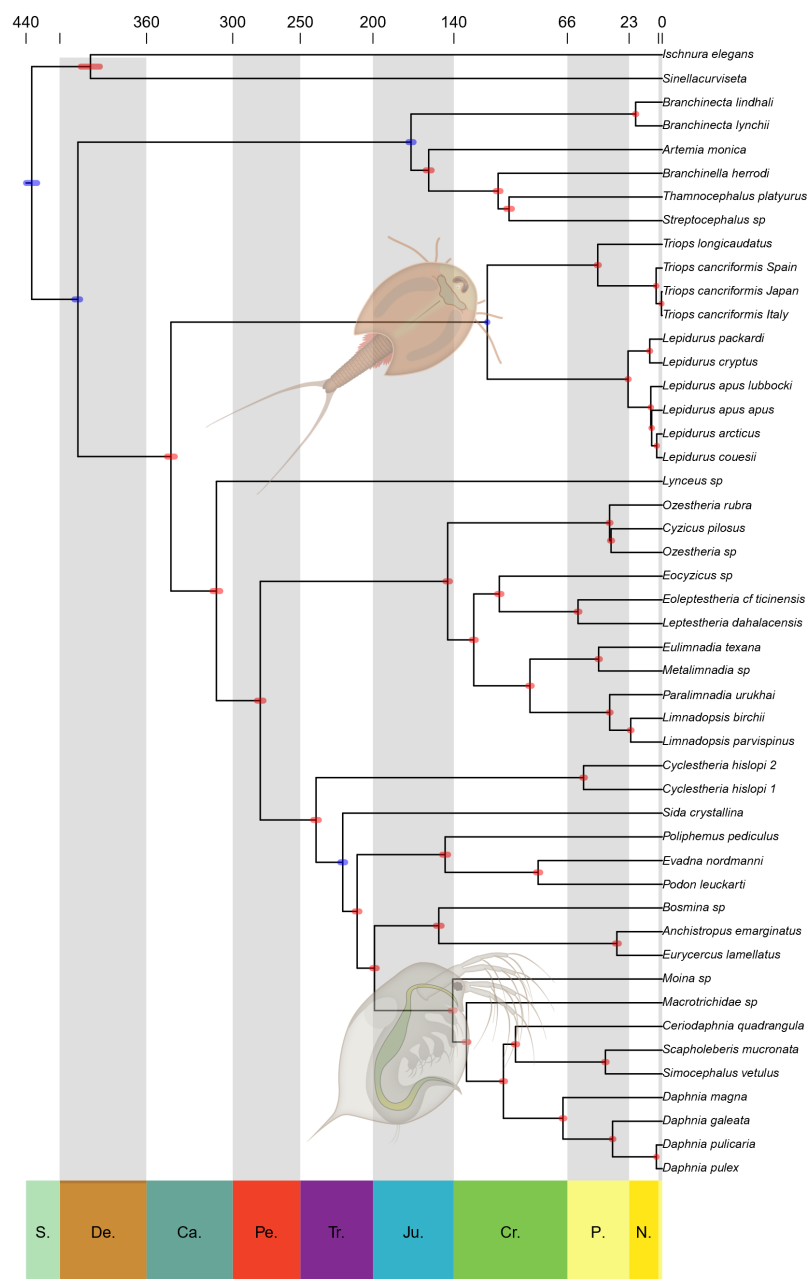 440 360 300 250 200 140 66 23 0
Ischnura elegans
Sinellacurviseta
Branchinecta lindhali
Branchinecta lynchii
Artemia monica
Branchinella herrodi
Thamnocephalus platyurus
Streptocephalus sp
Triops longicaudatus
Triops cancriformis Spain
Triops cancriformis Japan
Triops cancriformis Italy
Lepidurus packardi
Lepidurus cryptus
Lepidurus apus lubbocki
Lepidurus apus apus
Lepidurus arcticus
Lepidurus couesii
Lynceus sp
Ozestheria rubra
Cyzicus pilosus
Ozestheria sp
Eocyzicus sp
Eoleptestheria cf ticinensis
Leptestheria dahalacensis
Eulimnadia texana
Metalimnadia sp
Paralimnadia urukhai
Limnadopsis birchii
Limnadopsis parvispinus
Cyclestheria hislopi 2
Cyclestheria hislopi 1
Sida crystallina
Poliphemus pediculus
Evadna nordmanni
Podon leuckarti
Bosmina sp
Anchistropus emarginatus
Eurycercus lamellatus
Moina sp
Macrotrichidae sp
Ceriodaphnia quadrangula
Scapholeberis mucronata
Simocephalus vetulus
Daphnia magna
Daphnia galeata
Daphnia pulicaria
Daphnia pulex
S. De. Ca. Pe. Tr. Ju. Cr. P. N.